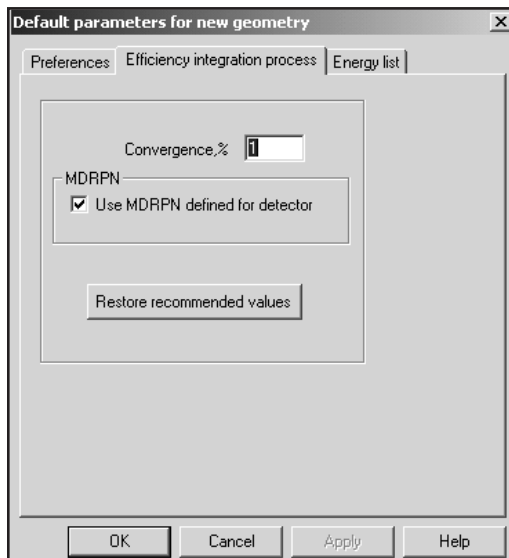 Default parameters for new geometry
Preferences Efficiency integration process Energy list
Convergence,% 1
MDRPN
Use MDRPN defined for detector
Restore recommended values
OK Cancel Apply Help